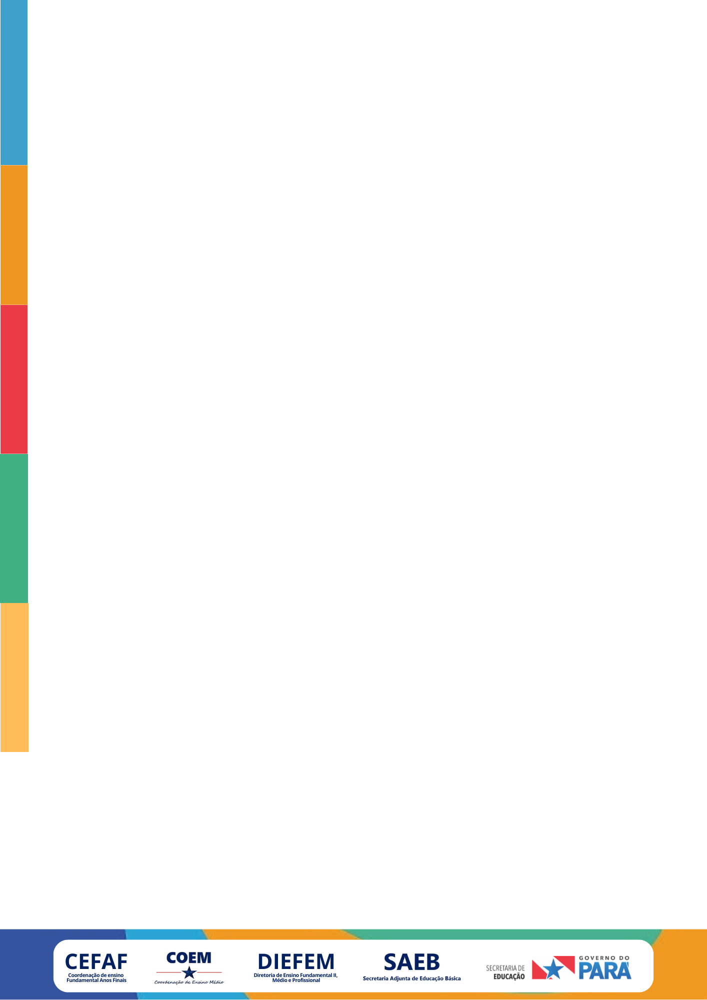 CEFAF
Coordenação de ensino
Fundamental Anos Finais
COEM
Coordenação de Ensino Médio
DIEFEM
Diretoria de Ensino Fundamental II,
Médio e Profissional
SAEB
Secretaria Adjunta de Educação Básica
SECRETARIA DE
EDUCAÇÃO
GOVERNO DO
PARÁ